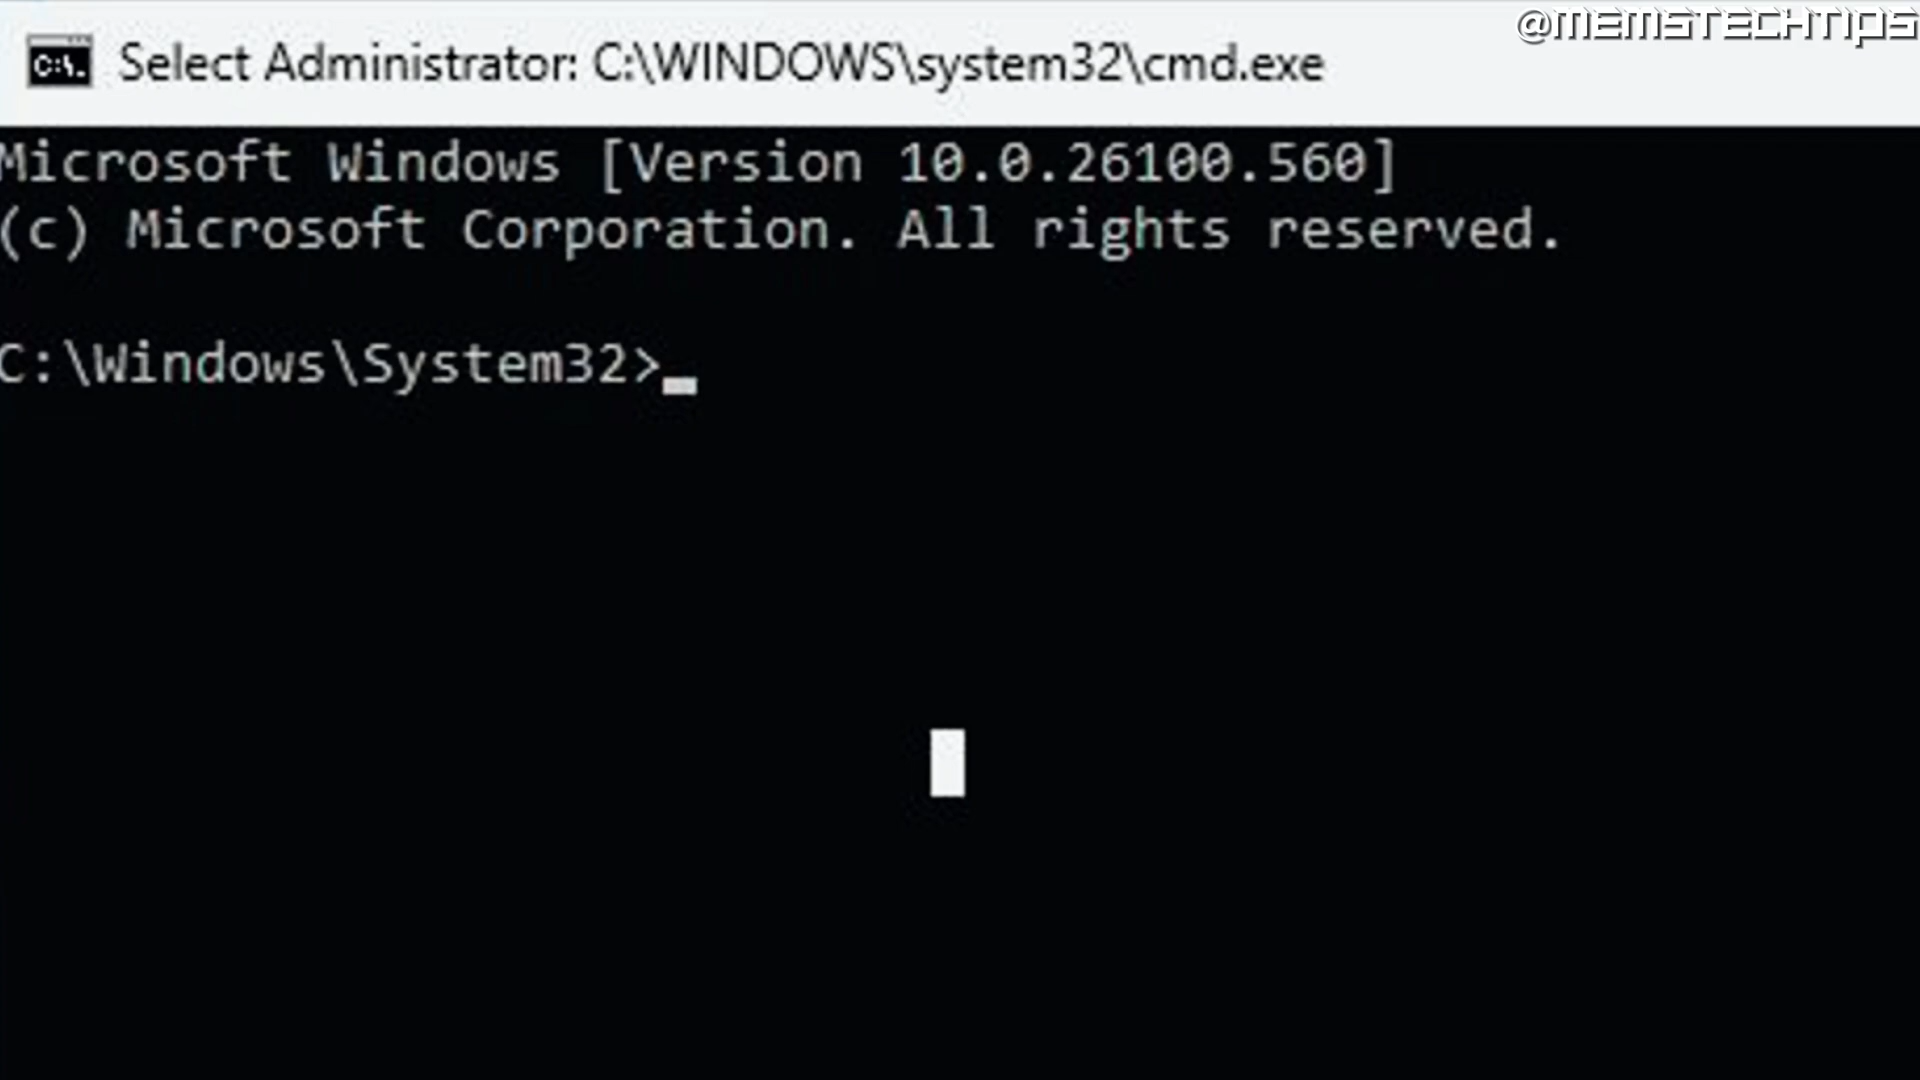 @MEMSTECHTIPS
C:\.
Select Administrator: C:\WINDOWS\system32\cmd.exe
Microsoft Windows [Version 10.0.26100.560]
(c) Microsoft Corporation. All rights reserved.
C:\Windows\System32>